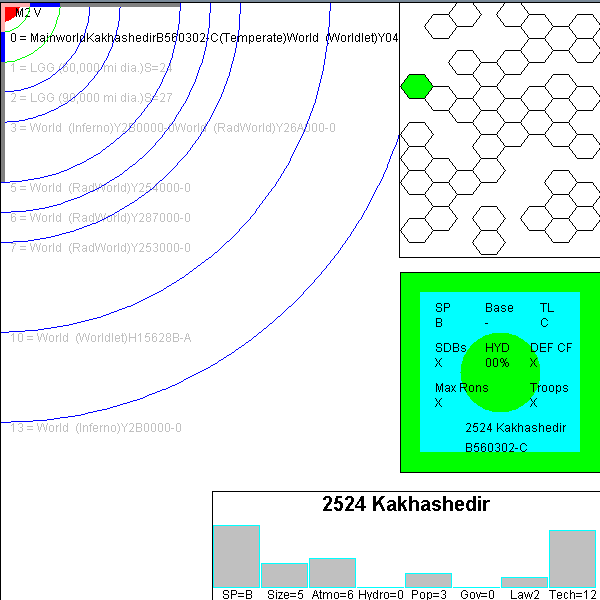 M2 V
0 = MainworldKakhashedirB560302-C(Temperate)World (Worldlet)Y04
1 = LGG (60,000 mi dia.)S=24
2 = LGG (90,000 mi dia.)S=27
3 = World (Inferno)Y2B0000-0World (RadWorld)Y26A000-0
5 = World (RadWorld)Y254000-0
6 = World (RadWorld)Y287000-0
7 = World (RadWorld)Y253000-0
10 = World (Worldlet)H15628B-A
13 = World (Inferno)Y2B0000-0
SP Base TL
B - C
SDBs HYD DEF CF
X 00% X
Max Rons Troops
X X
2524 Kakhashedir
B560302-C
2524 Kakhashedir
SP=B Size=5 Atmo=6 Hydro=0 Pop=3 Gov=0 Law2 Tech=12